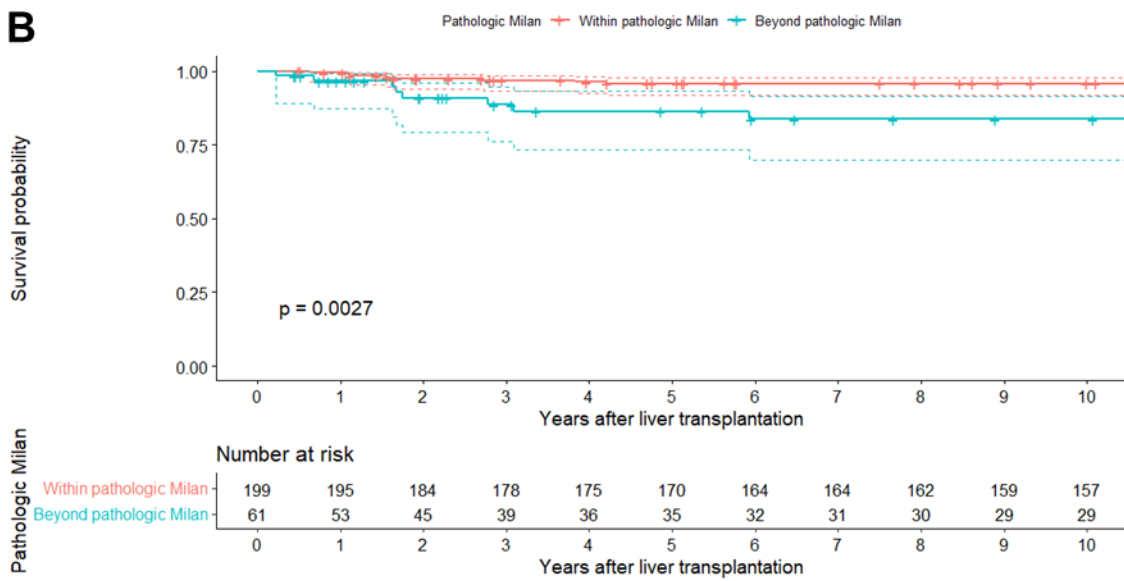 B
Pathologic Milan Within pathologic Milan Beyond pathologic Milan
Survival probability
1.00
0.75
0.50
0.25
0.00
p = 0.0027
0 1 2 3 4 5 6 7 8 9 10
Years after liver transplantation
Number at risk
Pathologic Milan
Within pathologic Milan 199 195 184 178 175 170 164 164 162 159 157
Beyond pathologic Milan 61 53 45 39 36 35 32 31 30 29 29
0 1 2 3 4 5 6 7 8 9 10
Years after liver transplantation